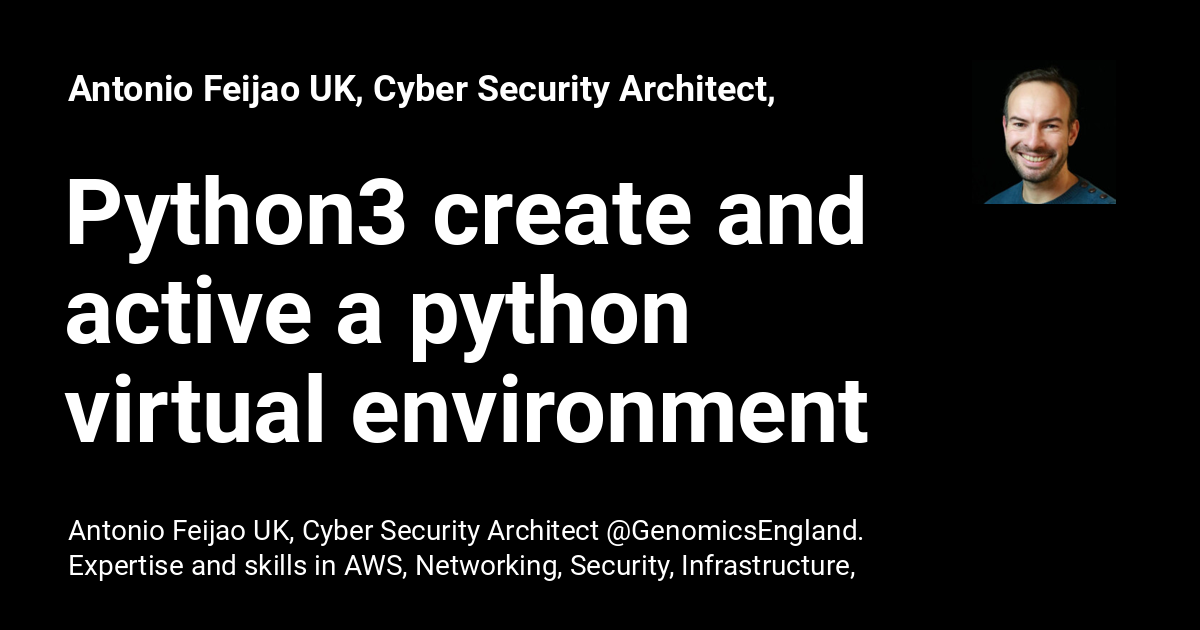 Antonio Feijao UK, Cyber Security Architect,
Python3 create and
active a python
virtual environment
Antonio Feijao UK, Cyber Security Architect @GenomicsEngland.
Expertise and skills in AWS, Networking, Security, Infrastructure,